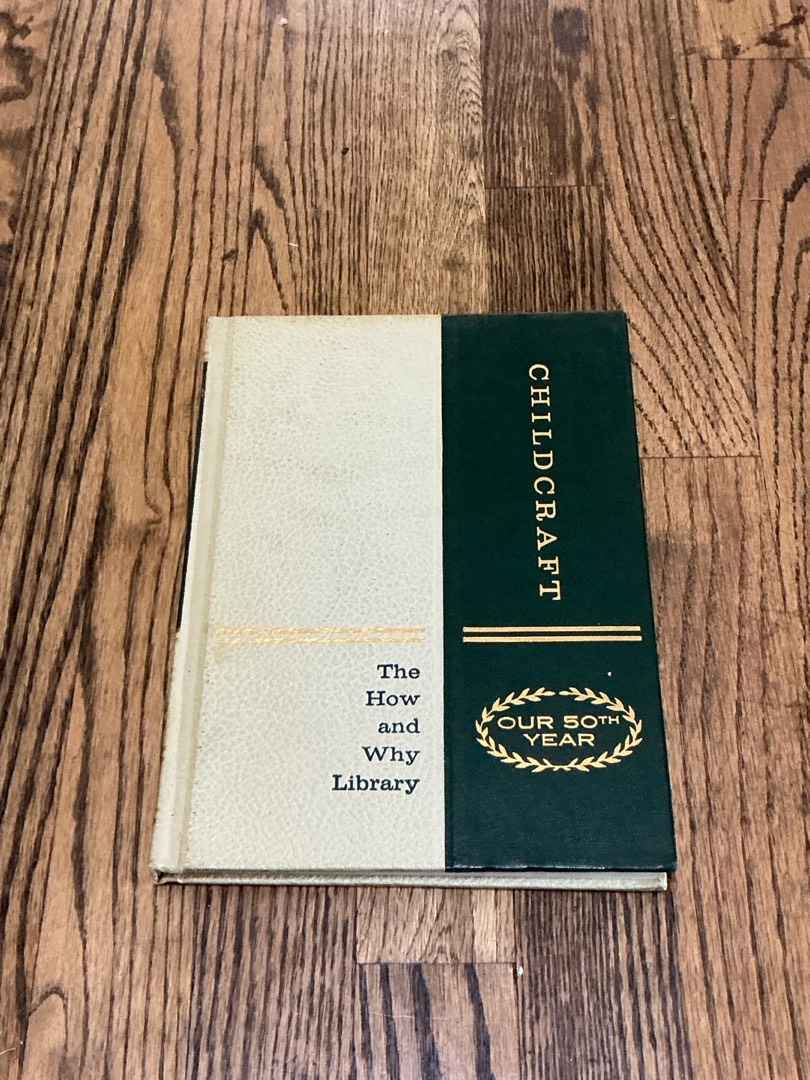 CHILDCRAFT
The
How
and
Why
Library
OUR 50TH
YEAR